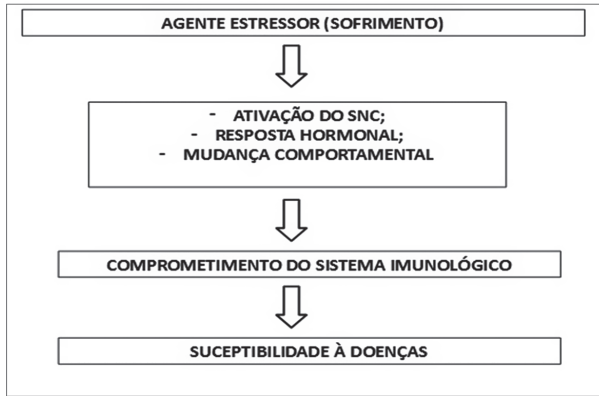 AGENTE ESTRESSOR (SOFRIMENTO)
- ATIVAÇÃO DO SNC;
- RESPOSTA HORMONAL;
- MUDANÇA COMPORTAMENTAL
COMPROMETIMENTO DO SISTEMA IMUNOLÓGICO
SUCEPTIBILIDADE À DOENÇAS